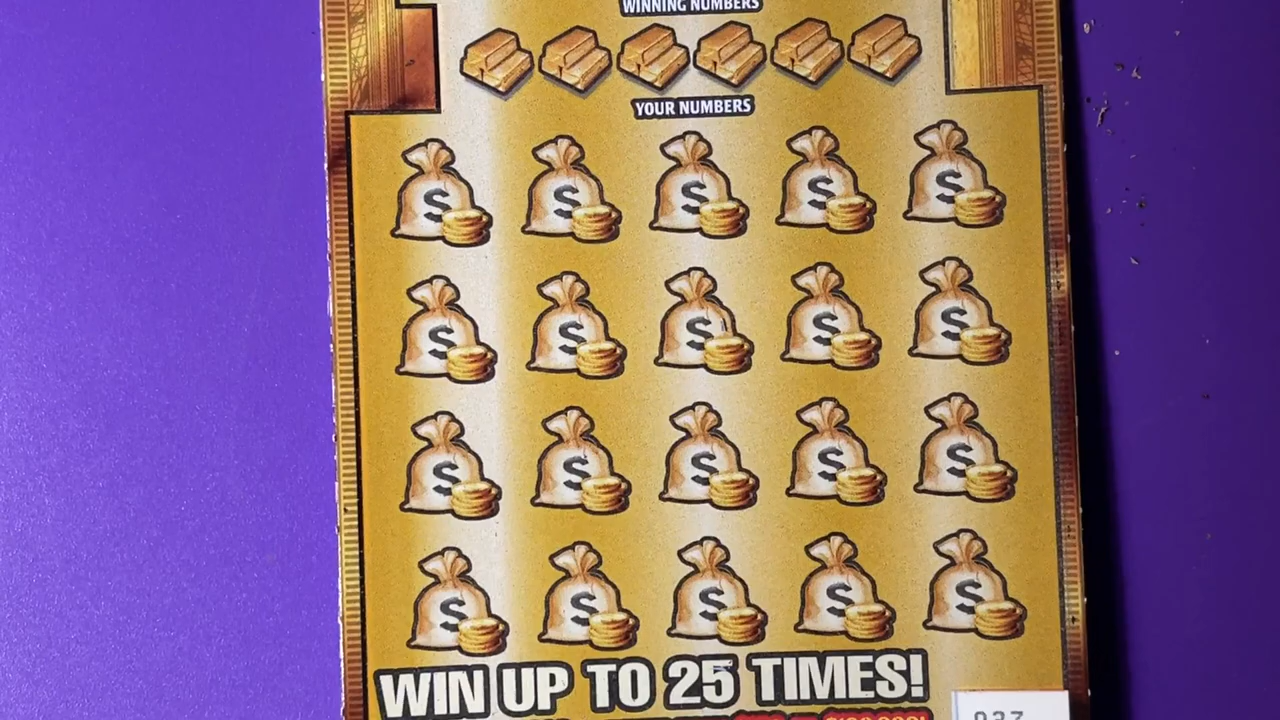 WINNING NUMBERS
YOUR NUMBERS
$ $ $ $ $
$ $ $ $ $
$ $ $ $ $
$ $ $ $ $
WIN UP TO 25 TIMES!